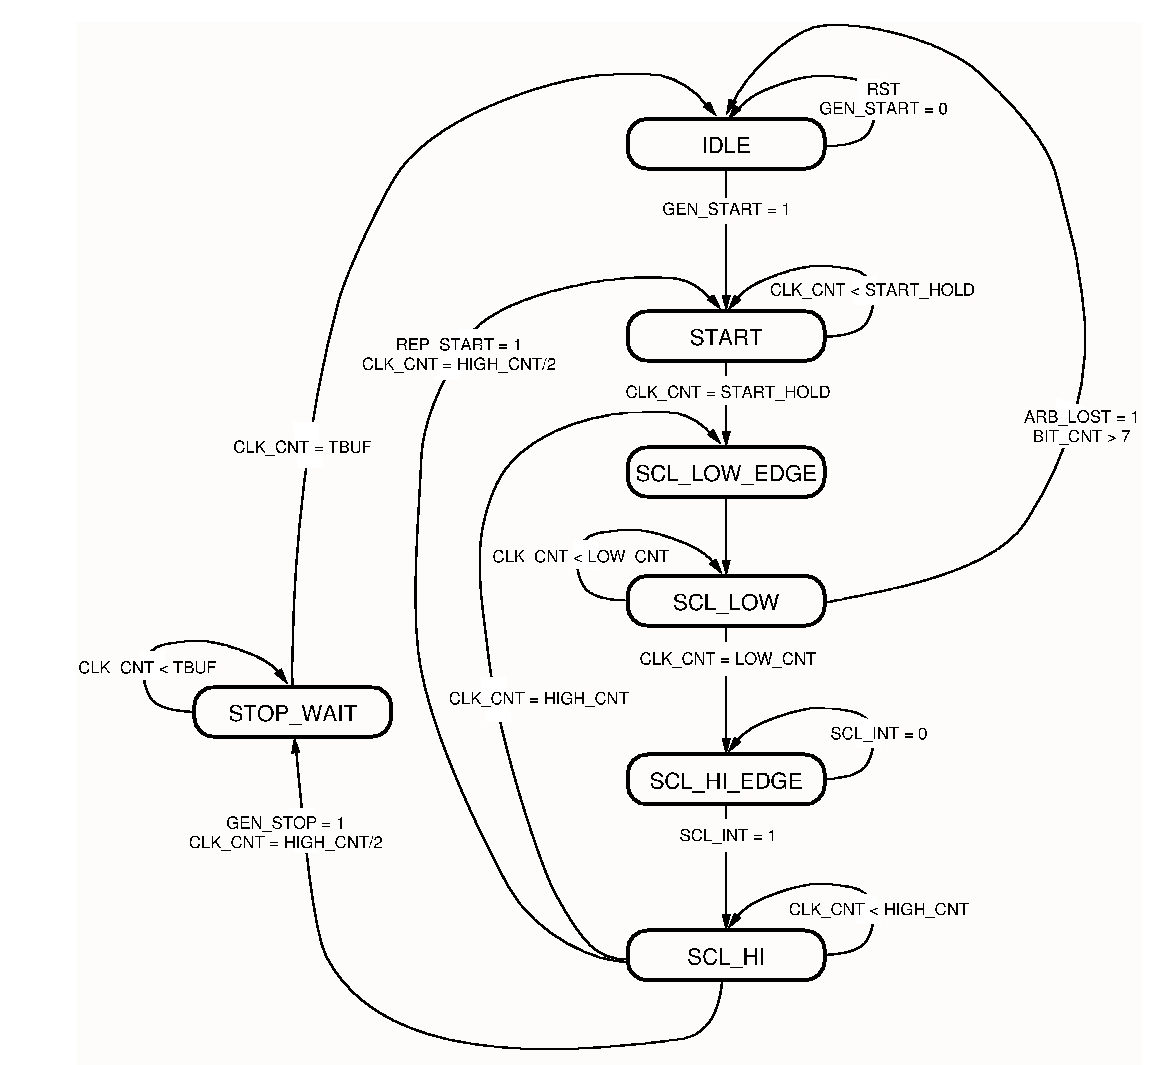 RST
GEN_START = 0
IDLE
GEN_START = 1
CLK_CNT < START_HOLD
START
REP_START = 1
CLK_CNT = HIGH_CNT/2
CLK_CNT = START_HOLD
ARB_LOST = 1
BIT_CNT > 7
CLK_CNT = TBUF
SCL_LOW_EDGE
CLK_CNT < LOW_CNT
SCL_LOW
CLK_CNT = LOW_CNT
CLK_CNT < TBUF
CLK_CNT = HIGH_CNT
STOP_WAIT
SCL_INT = 0
SCL_HI_EDGE
GEN_STOP = 1
CLK_CNT = HIGH_CNT/2
SCL_INT = 1
CLK_CNT < HIGH_CNT
SCL_HI